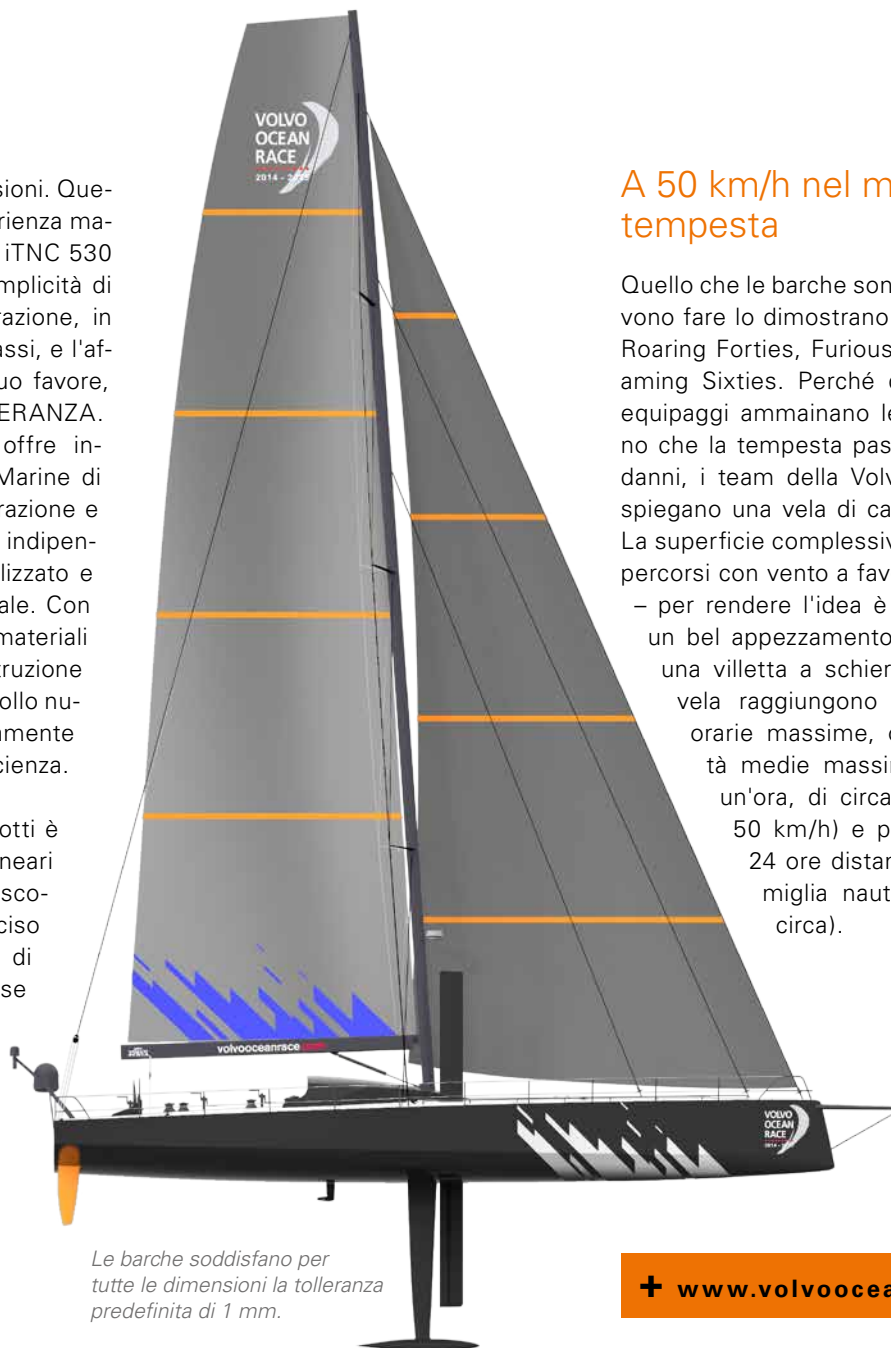 sioni. Que-
rienza ma-
iTNC 530
mplicità di
razione, in
assi, e l'af-
uo favore,
ERANZA.
offre in-
Marine di
razione e
indipen-
lizzato e
ale. Con
materiali
truzione
ollo nu-
amente
cienza.
otti è
neari
sco-
ciso
di
se
VOLVO
OCEAN
RACE
volvooceanrace.com
VOLVO
OCEAN
RACE
Le barche soddisfano per
tutte le dimensioni la tolleranza
predefinita di 1 mm.
A 50 km/h nel m
tempesta
Quello che le barche son
vono fare lo dimostrano
Roaring Forties, Furious
aming Sixties. Perché
equipaggi ammainano le
no che la tempesta pas
danni, i team della Volv
spiegano una vela di ca
La superficie complessiv
percorsi con vento a fav
– per rendere l'idea è
un bel appezzamento
una villetta a schier
vela raggiungono
orarie massime,
tà medie massi
un'ora, di circa
50 km/h) e p
24 ore distan
miglia naut
circa).
+ www.volvoocea